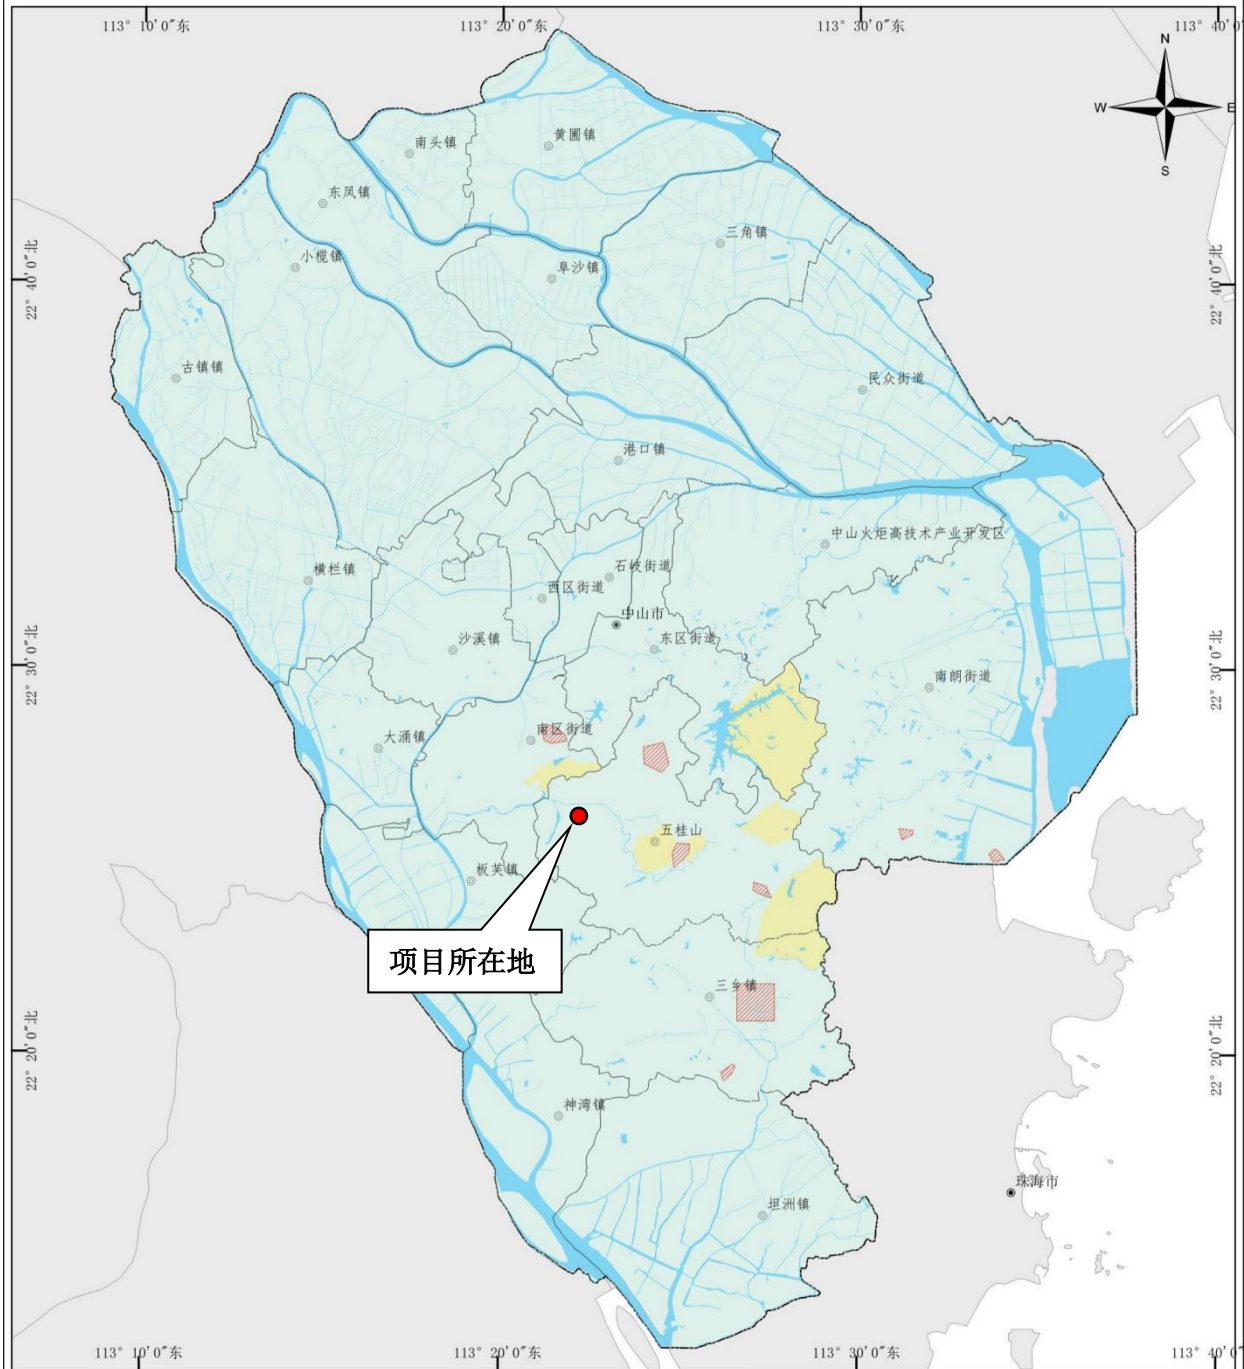 113° 10'0"东
113° 20'0"东
113° 30'0"东
113° 40'0"
N
W
E
S
南头镇
黄圃镇
东凤镇
三角镇
小榄镇
阜沙镇
22° 40'0"北
22° 40'0"北
古镇镇
民众街道
港口镇
中山火炬高技术产业开发区
横栏镇
石岐街道
西区街道
中山市
沙溪镇
东区街道
22° 30'0"北
22° 30'0"北
南朗街道
大涌镇
南区街道
五桂山
板芙镇
项目所在地
三乡镇
22° 20'0"北
22° 20'0"北
神湾镇
珠海市
坦洲镇
113° 10'0"东
113° 20'0"东
113° 30'0"东
113° 40'0"